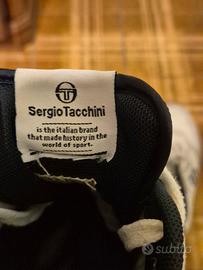 Sergio Tacchini
is the italian brand
that made history in the
world of sport.
subito